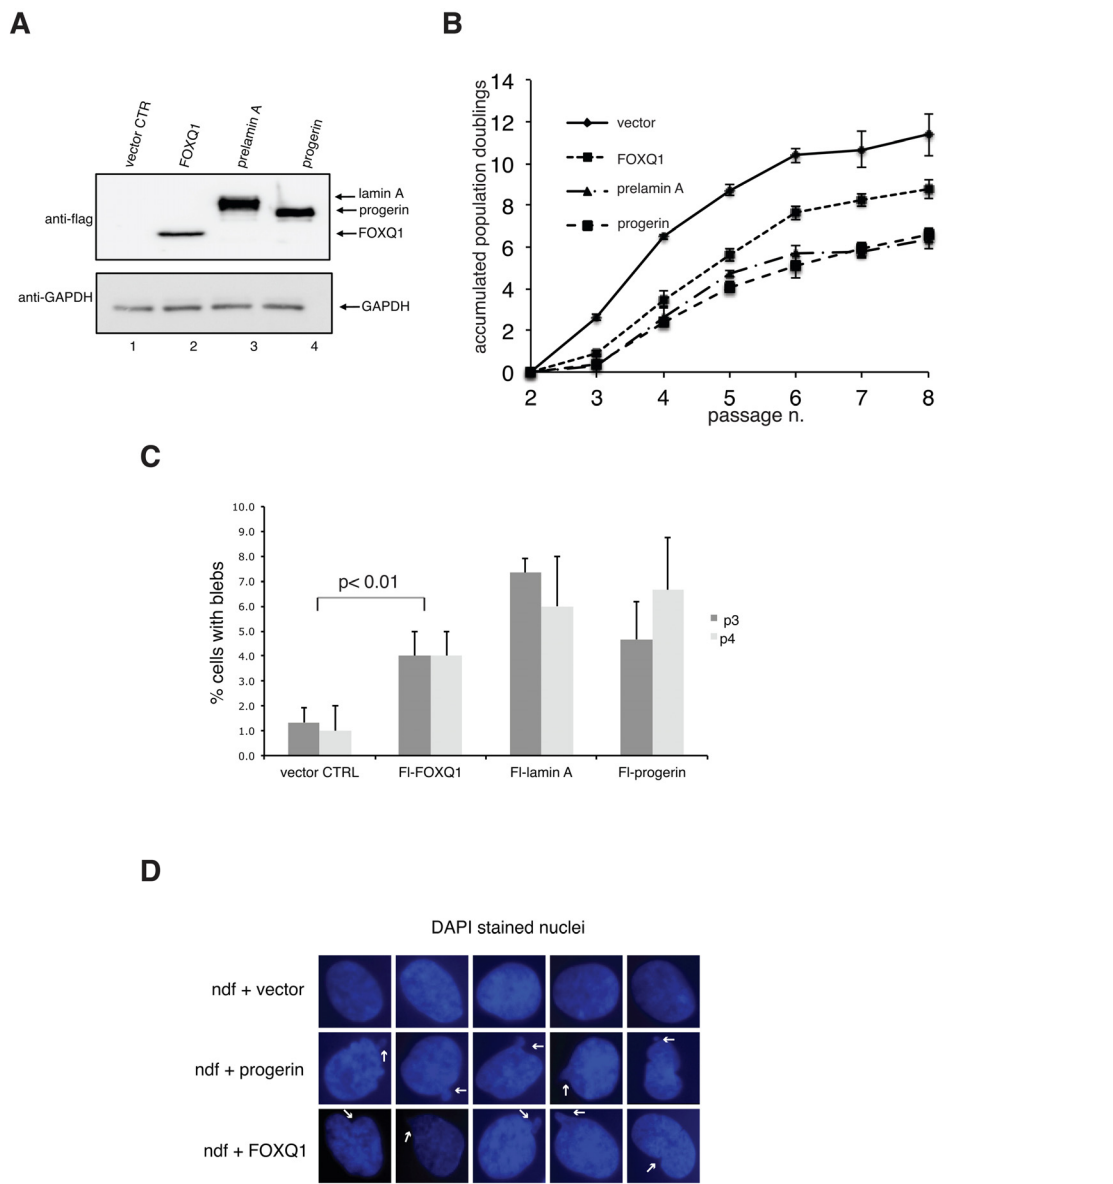 A
vector CTR
FOXQ1
prelamin A
progerin
anti-flag
lamin A
progerin
FOXQ1
anti-GAPDH
GAPDH
1 2 3 4
B
accumulated population doublings
14
12
10
8
6
4
2
0
vector
FOXQ1
prelamin A
progerin
2 3 4 5 6 7 8
passage n.
C
% cells with blebs
10.0
9.0
8.0
7.0
6.0
5.0
4.0
3.0
2.0
1.0
0.0
p< 0.01
p3
p4
vector CTRL Fl-FOXQ1 Fl-lamin A Fl-progerin
D
DAPI stained nuclei
ndf + vector
ndf + progerin
ndf + FOXQ1